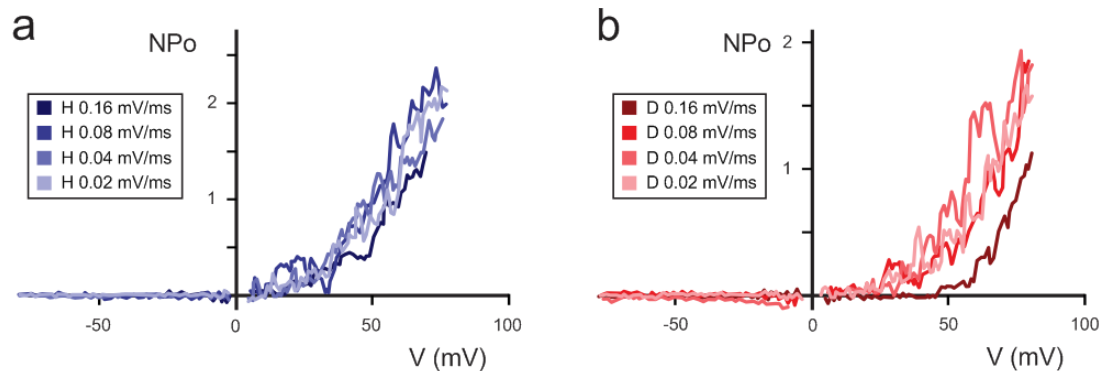 a
NPo
H 0.16 mV/ms
H 0.08 mV/ms
H 0.04 mV/ms
H 0.02 mV/ms
2
1
-50
0
50
100
V (mV)
b
NPo
D 0.16 mV/ms
D 0.08 mV/ms
D 0.04 mV/ms
D 0.02 mV/ms
2
1
-50
0
50
100
V (mV)